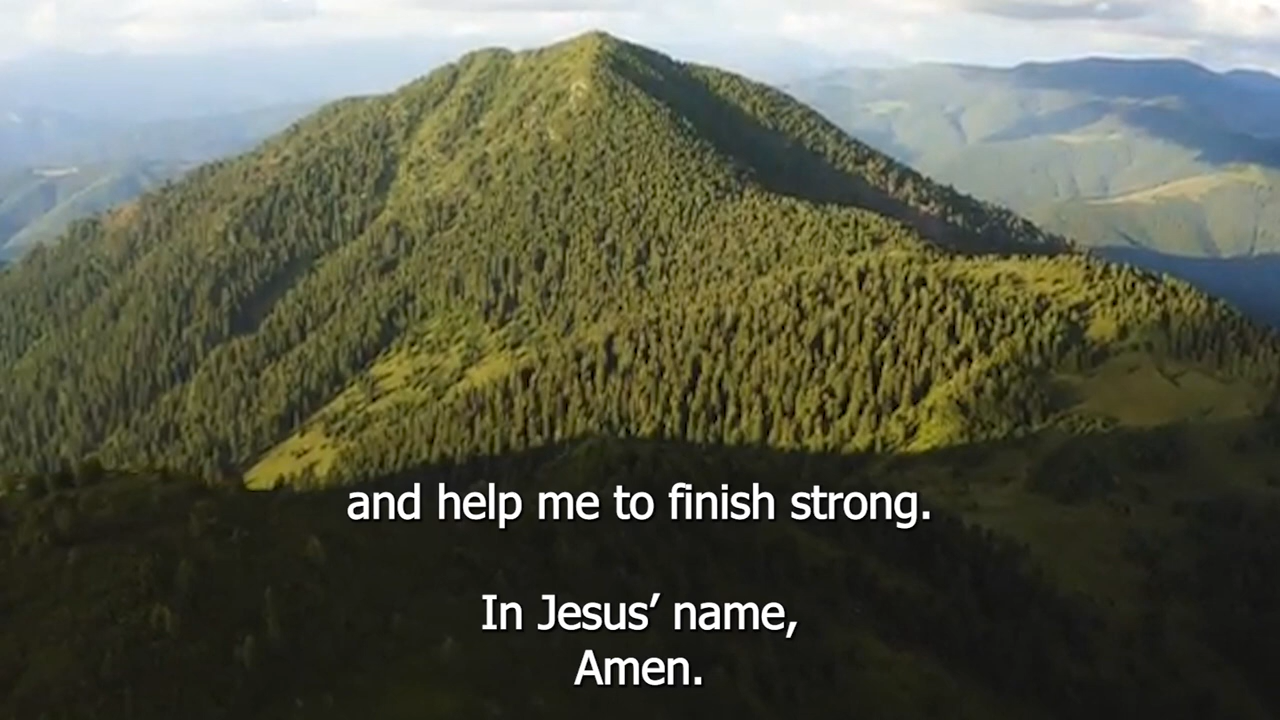 and help me to finish strong.
In Jesus’ name,
Amen.